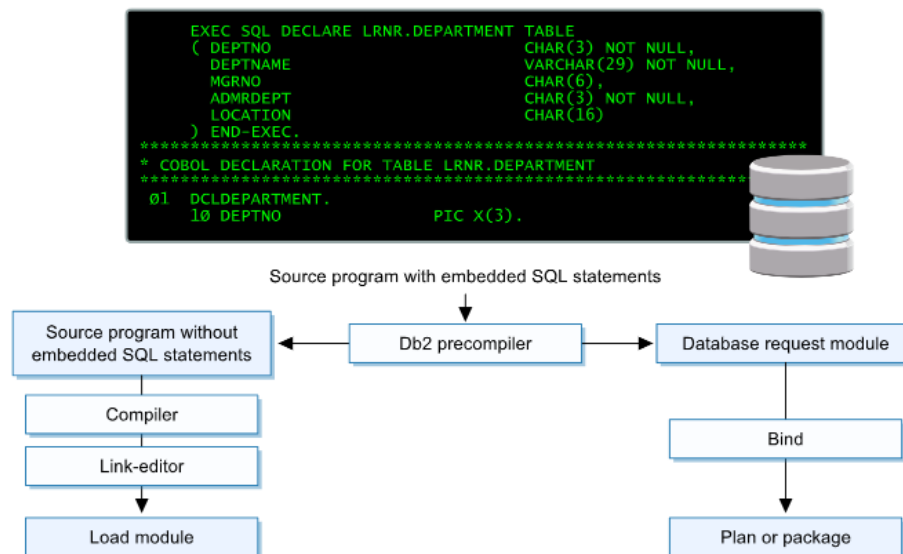 EXEC SQL DECLARE LRNR.DEPARTMENT TABLE
( DEPTNO CHAR(3) NOT NULL,
DEPTNAME VARCHAR(29) NOT NULL,
MGRNO CHAR(6),
ADMRDEPT CHAR(3) NOT NULL,
LOCATION CHAR(16)
) END-EXEC.
*******************************************************************
* COBOL DECLARATION FOR TABLE LRNR.DEPARTMENT
*************************************************************
01 DCLDEPARTMENT.
10 DEPTNO PIC X(3).
Source program with embedded SQL statements
Source program without
embedded SQL statements
Db2 precompiler
Database request module
Compiler
Bind
Link-editor
Load module
Plan or package